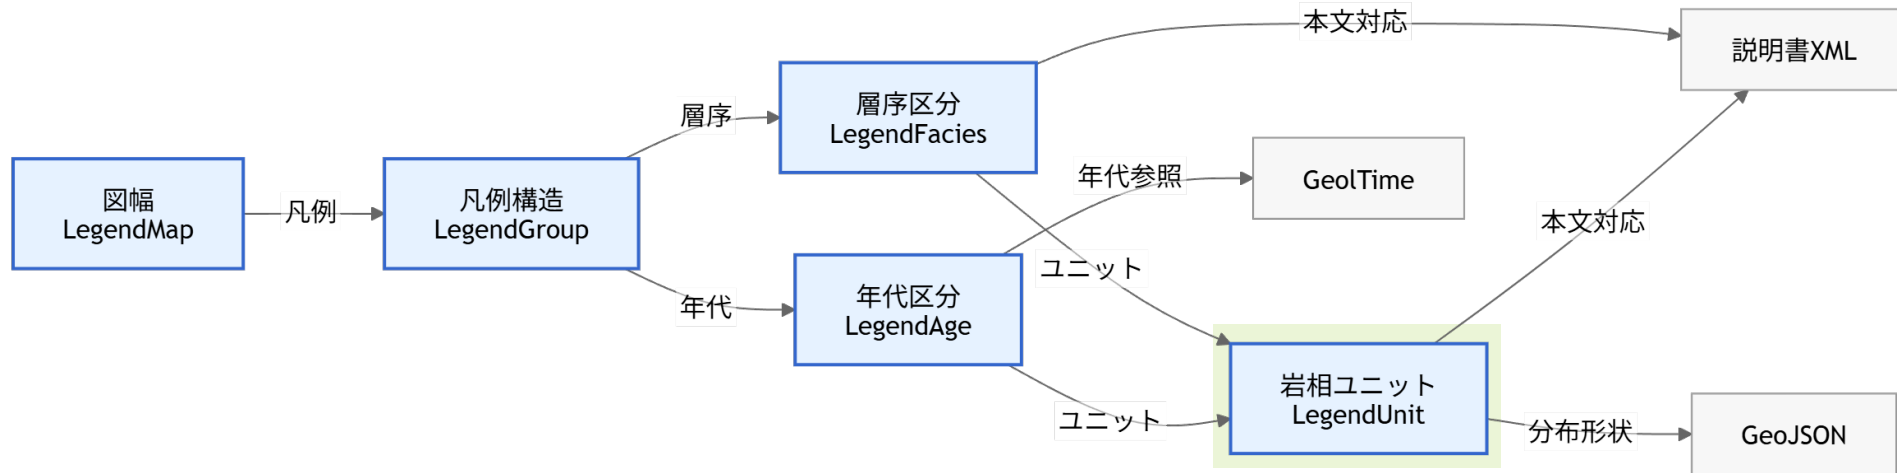 本文対応
説明書XML
層序区分
LegendFacies
層序
年代参照
GeolTime
図幅
LegendMap
凡例
凡例構造
LegendGroup
本文対応
ユニット
年代
年代区分
LegendAge
岩相ユニット
LegendUnit
ユニット
分布形状
GeoJSON